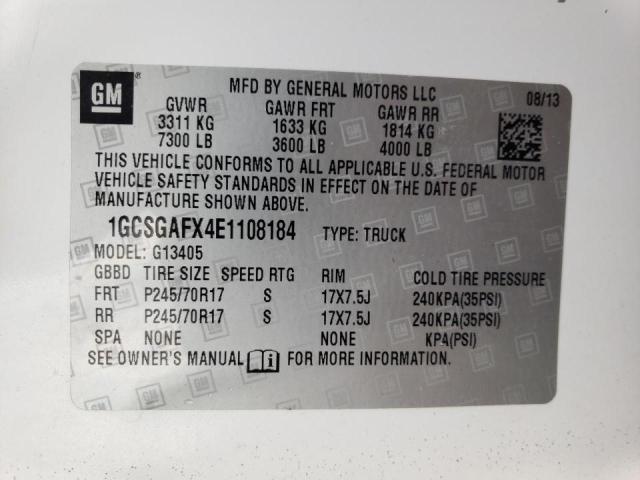 GM ®
MFD BY GENERAL MOTORS LLC 08/13
GVWR GAWR FRT GAWR RR
3311 KG 1633 KG 1814 KG
7300 LB 3600 LB 4000 LB
THIS VEHICLE CONFORMS TO ALL APPLICABLE U.S. FEDERAL MOTOR
VEHICLE SAFETY STANDARDS IN EFFECT ON THE DATE OF
MANUFACTURE SHOWN ABOVE.
1GCSGAFX4E1108184 TYPE: TRUCK
MODEL: G13405
GBBD TIRE SIZE SPEED RTG RIM COLD TIRE PRESSURE
FRT P245/70R17 S 17X7.5J 240KPA(35PSI)
RR P245/70R17 S 17X7.5J 240KPA(35PSI)
SPA NONE NONE KPA(PSI)
SEE OWNER'S MANUAL FOR MORE INFORMATION.